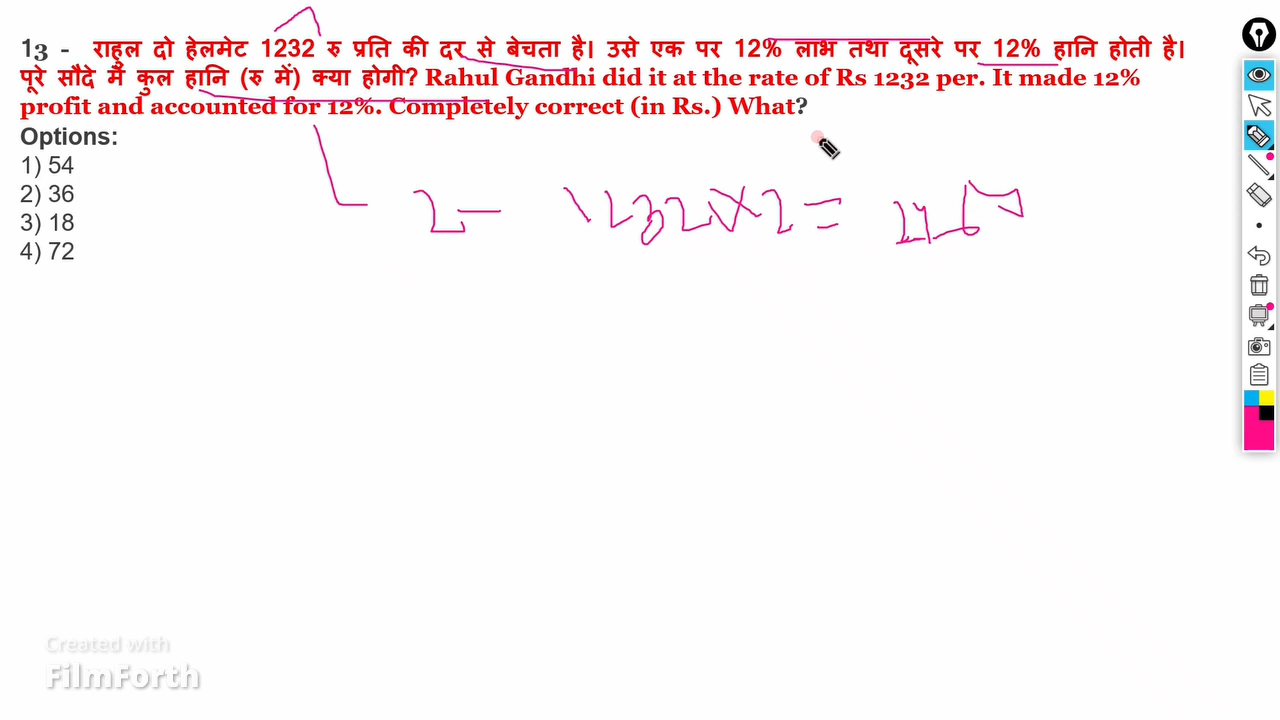 13 - राहुल दो हेलमेट 1232 रु प्रति की दर से बेचता है। उसे एक पर 12% लाभ तथा दूसरे पर 12% हानि होती है।
पूरे सौदे में कुल हानि (रु में) क्या होगी? Rahul Gandhi did it at the rate of Rs 1232 per. It made 12%
profit and accounted for 12%. Completely correct (in Rs.) What?
Options:
1) 54
2) 36
3) 18
4) 72
2 - 1232 X 2 = 246
Created with
FilmForth